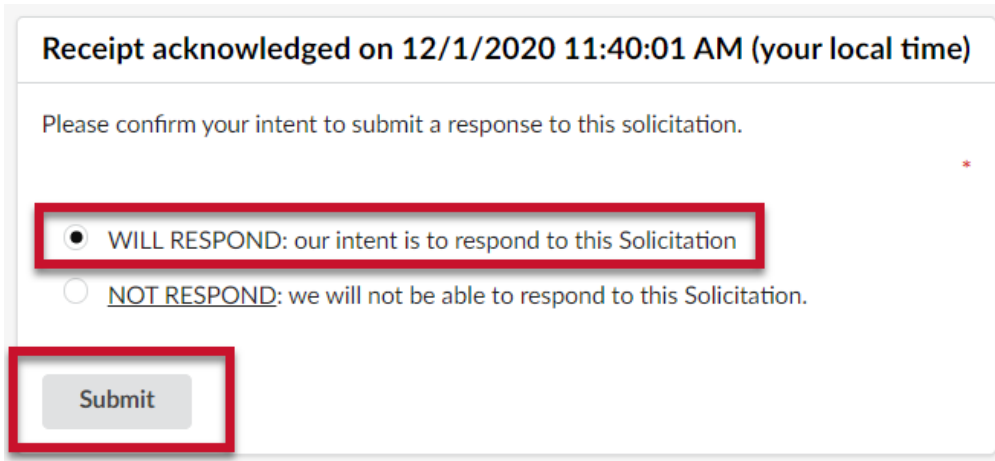 Receipt acknowledged on 12/1/2020 11:40:01 AM (your local time)
Please confirm your intent to submit a response to this solicitation.
*
WILL RESPOND: our intent is to respond to this Solicitation
NOT RESPOND: we will not be able to respond to this Solicitation.
Submit